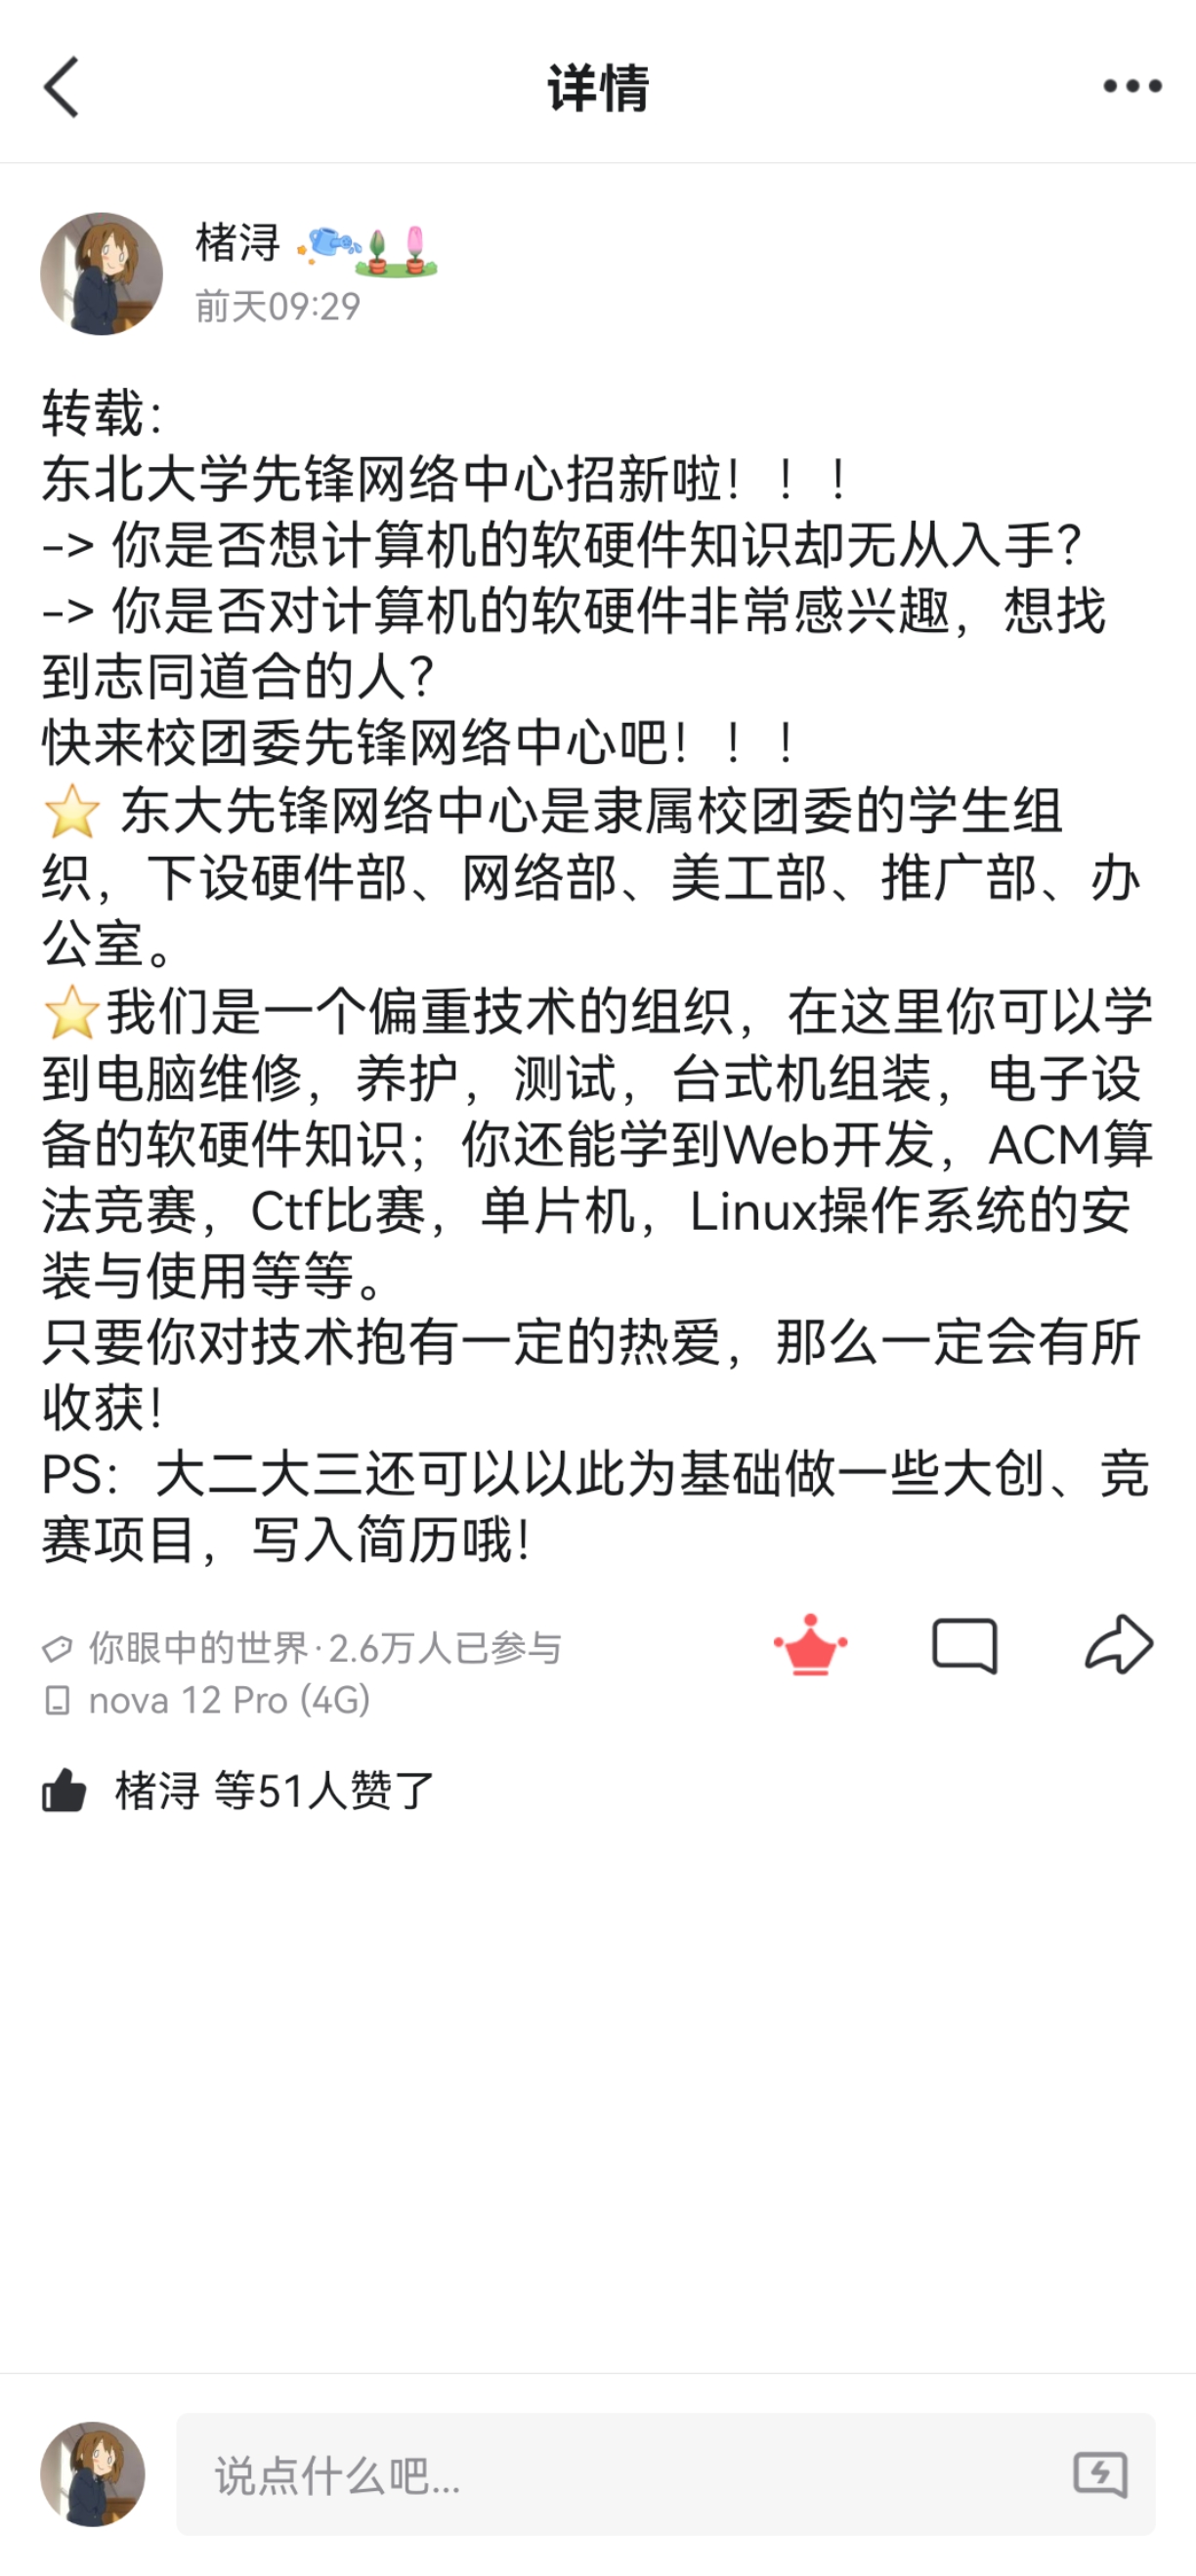 详情
楮浔
前天09:29
转载：
东北大学先锋网络中心招新啦！！！
-> 你是否想计算机的软硬件知识却无从入手？
-> 你是否对计算机的软硬件非常感兴趣，想找
到志同道合的人？
快来校团委先锋网络中心吧！！！
⭐ 东大先锋网络中心是隶属校团委的学生组
织，下设硬件部、网络部、美工部、推广部、办
公室。
⭐我们是一个偏重技术的组织，在这里你可以学
到电脑维修，养护，测试，台式机组装，电子设
备的软硬件知识；你还能学到Web开发，ACM算
法竞赛，Ctf比赛，单片机，Linux操作系统的安
装与使用等等。
只要你对技术抱有一定的热爱，那么一定会有所
收获！
PS：大二大三还可以以此为基础做一些大创、竞
赛项目，写入简历哦！
你眼中的世界·2.6万人已参与
nova 12 Pro (4G)
楮浔 等51人赞了
说点什么吧...